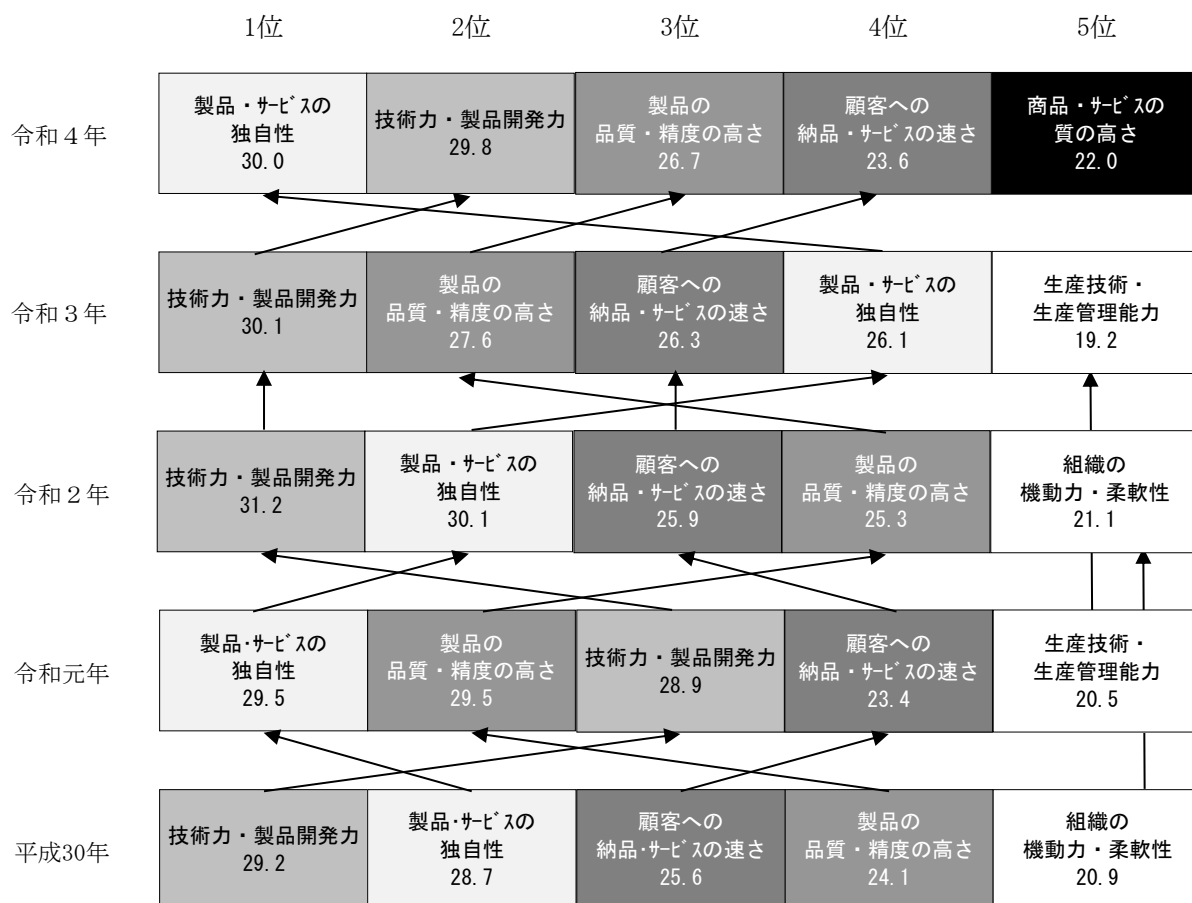 1位 2位 3位 4位 5位
令和４年
製品・ｻｰﾋﾞｽの
独自性
30.0
技術力・製品開発力
29.8
製品の
品質・精度の高さ
26.7
顧客への
納品・ｻｰﾋﾞｽの速さ
23.6
商品・サービスの
質の高さ
22.0
令和３年
技術力・製品開発力
30.1
製品の
品質・精度の高さ
27.6
顧客への
納品・ｻｰﾋﾞｽの速さ
26.3
製品・ｻｰﾋﾞｽの
独自性
26.1
生産技術・
生産管理能力
19.2
令和２年
技術力・製品開発力
31.2
製品・ｻｰﾋﾞｽの
独自性
30.1
顧客への
納品・ｻｰﾋﾞｽの速さ
25.9
製品の
品質・精度の高さ
25.3
組織の
機動力・柔軟性
21.1
令和元年
製品･ｻｰﾋﾞｽの
独自性
29.5
製品の
品質・精度の高さ
29.5
技術力・製品開発力
28.9
顧客への
納品・ｻｰﾋﾞｽの速さ
23.4
生産技術・
生産管理能力
20.5
平成30年
技術力・製品開発力
29.2
製品･ｻｰﾋﾞｽの
独自性
28.7
顧客への
納品･ｻｰﾋﾞｽの速さ
25.6
製品の
品質・精度の高さ
24.1
組織の
機動力・柔軟性
20.9